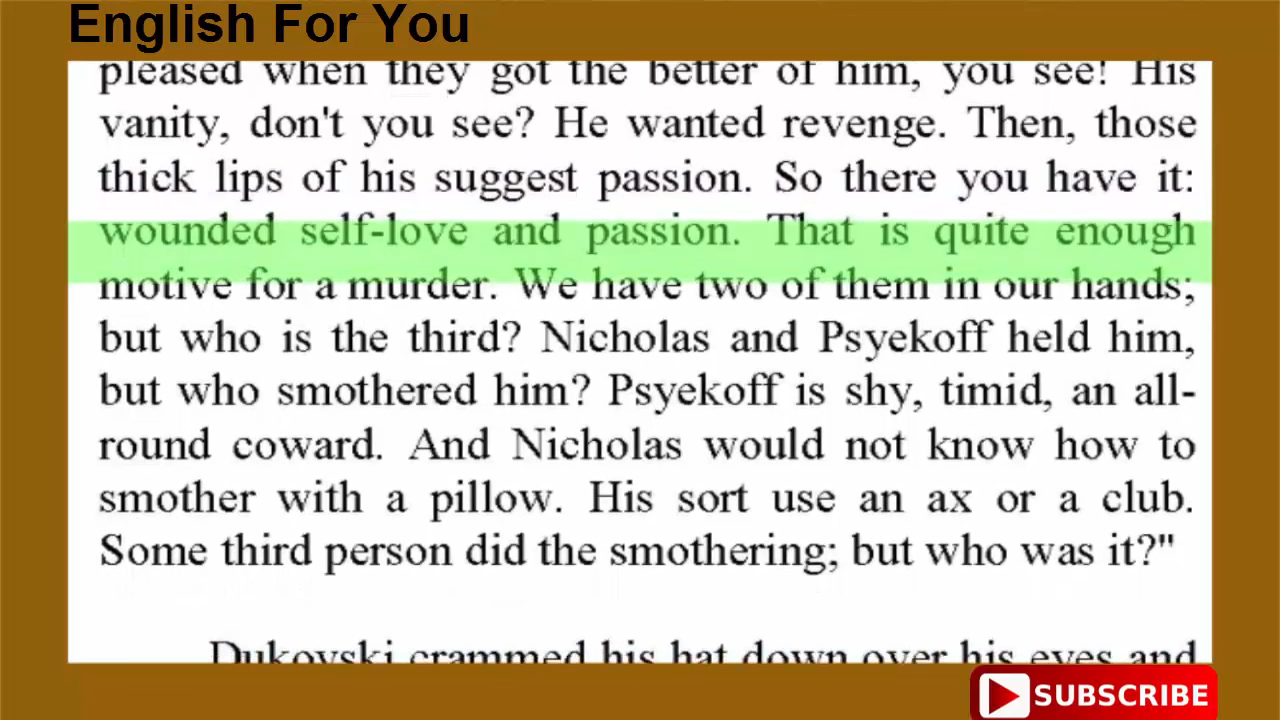 English For You
pleased when they got the better of him, you see! His
vanity, don't you see? He wanted revenge. Then, those
thick lips of his suggest passion. So there you have it:
wounded self-love and passion. That is quite enough
motive for a murder. We have two of them in our hands;
but who is the third? Nicholas and Psyekoff held him,
but who smothered him? Psyekoff is shy, timid, an all-
round coward. And Nicholas would not know how to
smother with a pillow. His sort use an ax or a club.
Some third person did the smothering; but who was it?"
Dukovski crammed his hat down over his eyes and
SUBSCRIBE